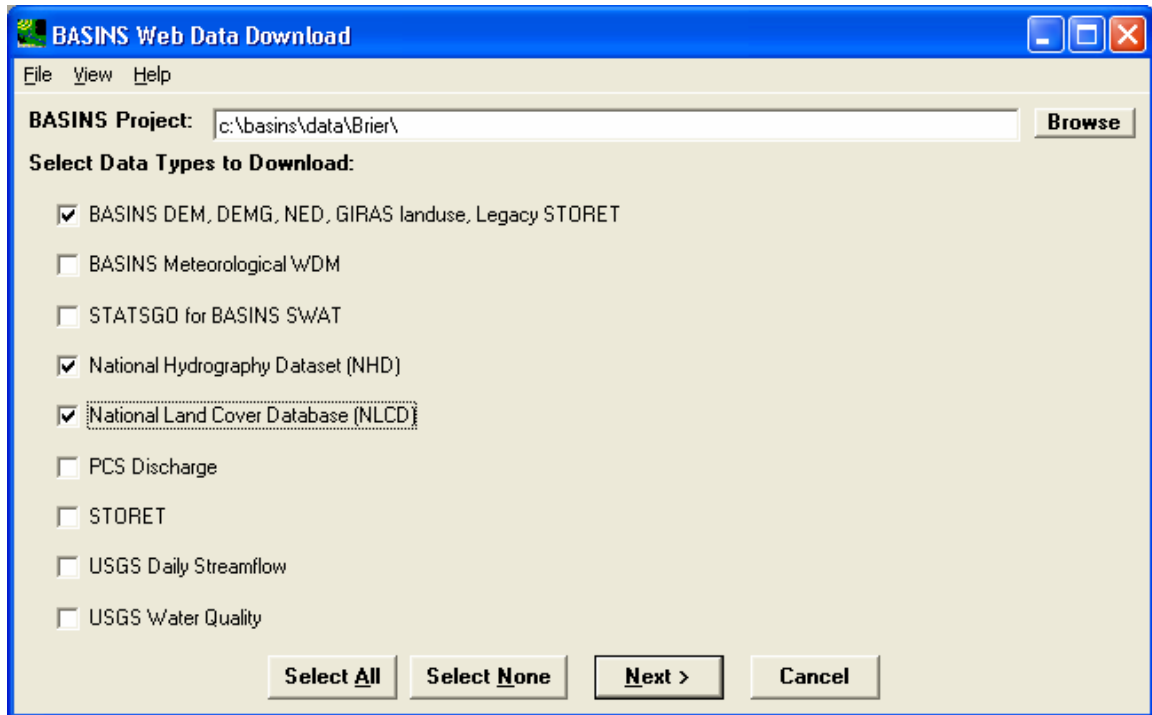 BASINS Web Data Download
File View Help
BASINS Project: c:\basins\data\Brier\ Browse
Select Data Types to Download:
BASINS DEM, DEMG, NED, GIRAS landuse, Legacy STORET
BASINS Meteorological WDM
STATSGO for BASINS SWAT
National Hydrography Dataset (NHD)
National Land Cover Database (NLCD)
PCS Discharge
STORET
USGS Daily Streamflow
USGS Water Quality
Select All Select None Next > Cancel